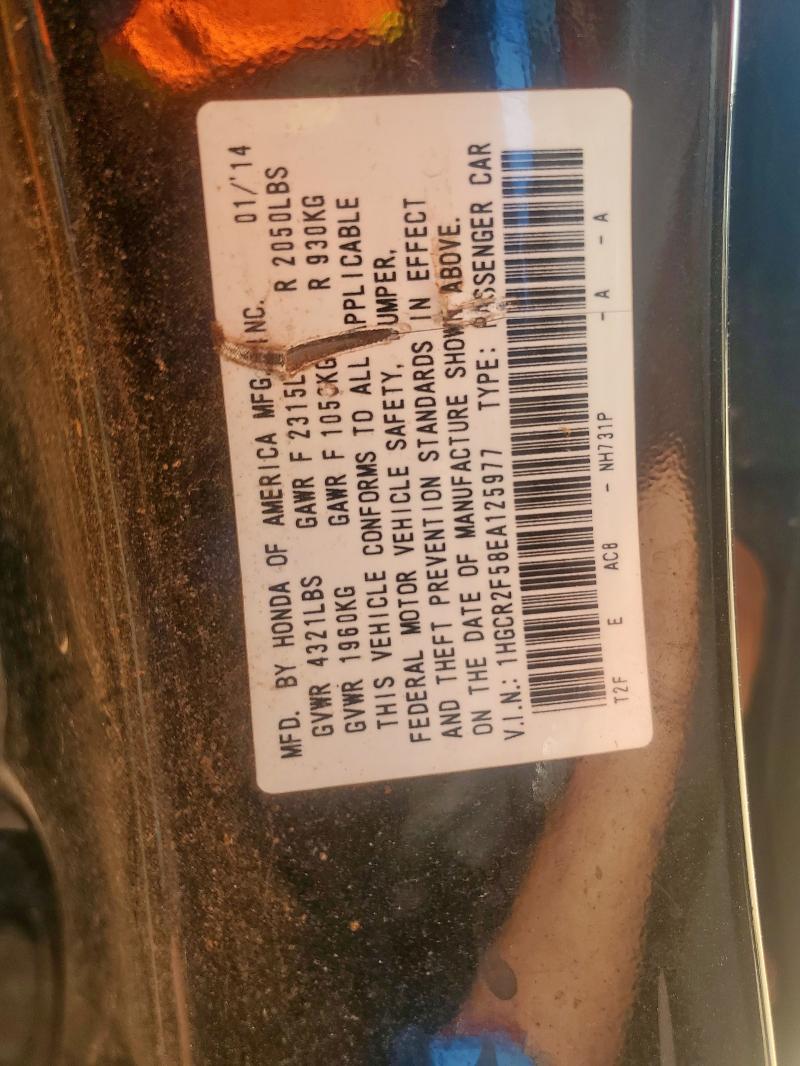 MFD. BY HONDA OF AMERICA MFG. INC. 01/'14
GVWR 4321LBS GAWR F 2315L R 2050LBS
GVWR 1960KG GAWR F 1050KG R 930KG
THIS VEHICLE CONFORMS TO ALL APPLICABLE
FEDERAL MOTOR VEHICLE SAFETY, BUMPER,
AND THEFT PREVENTION STANDARDS IN EFFECT
ON THE DATE OF MANUFACTURE SHOWN ABOVE.
V.I.N.: 1HGCR2F58EA125977 TYPE: PASSENGER CAR
T2F E ACB - NH731P - A - A